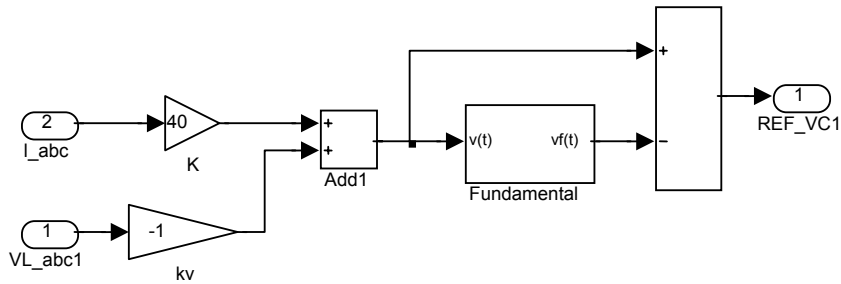 2
I_abc
40
K
+
+
Add1
v(t)
vf(t)
Fundamental
+
−
1
REF_VC1
1
VL_abc1
-1
kv